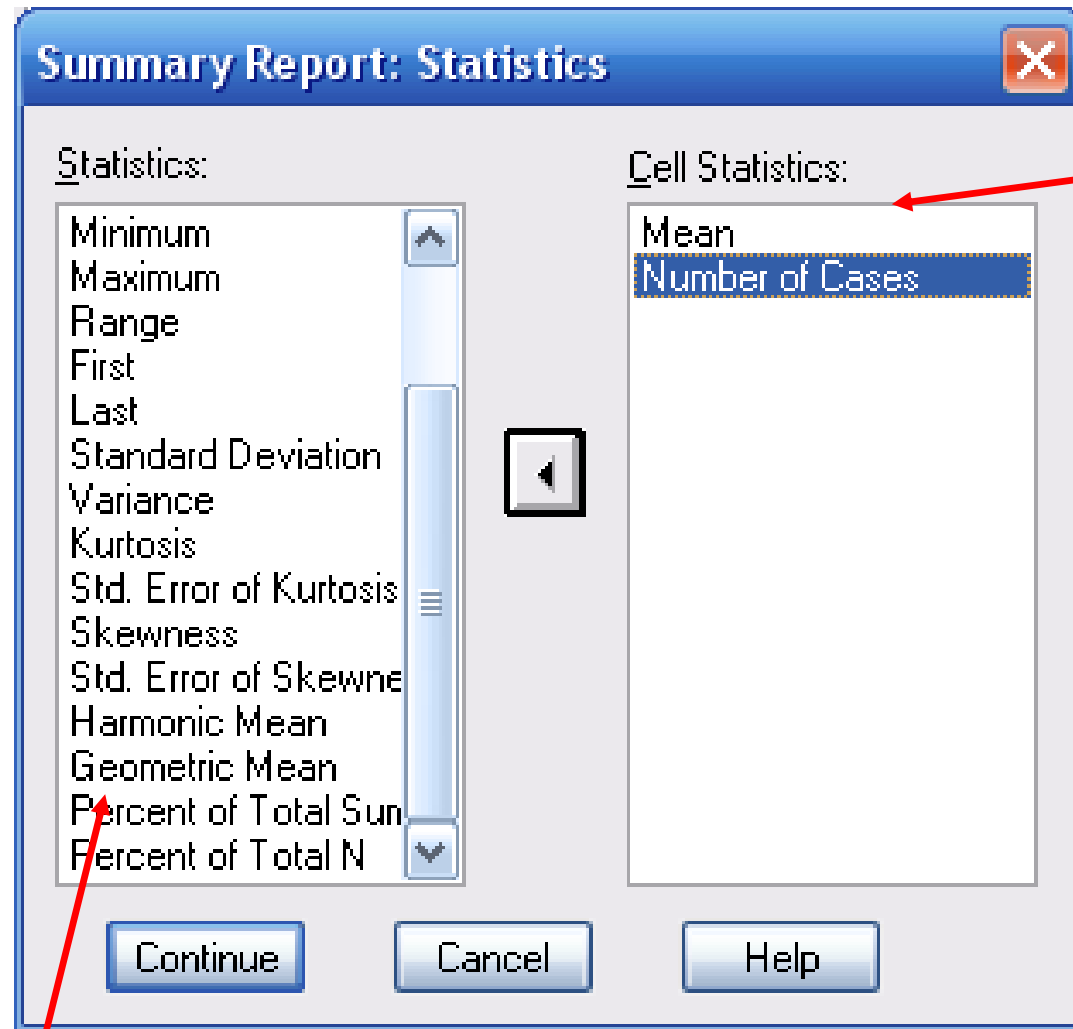 Summary Report: Statistics
Statistics:
Minimum
Maximum
Range
First
Last
Standard Deviation
Variance
Kurtosis
Std. Error of Kurtosis
Skewness
Std. Error of Skewne
Harmonic Mean
Geometric Mean
Percent of Total Sum
Percent of Total N
Cell Statistics:
Mean
Number of Cases
Continue
Cancel
Help